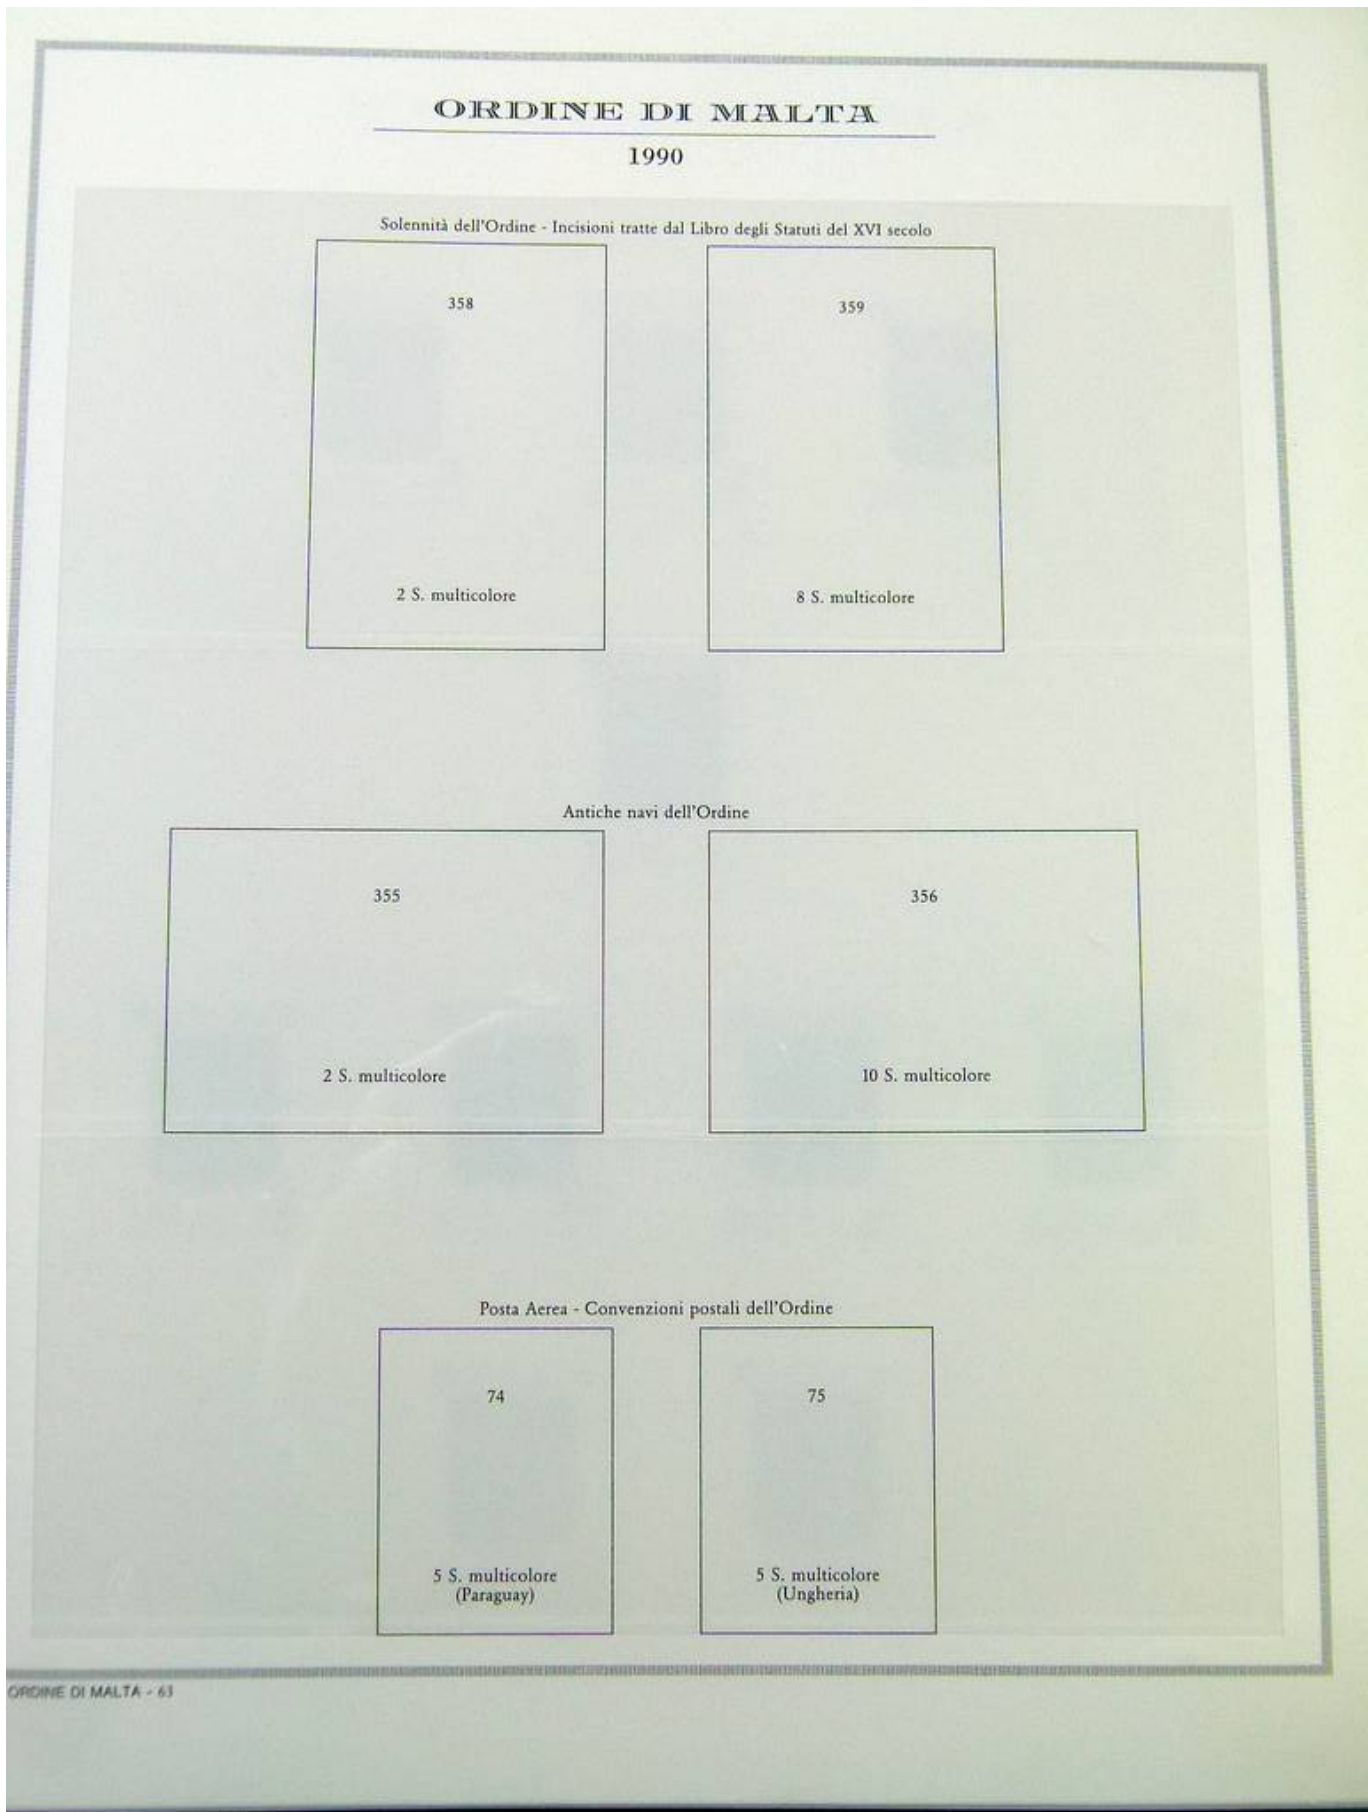 ORDINE DI MALTA
1990
Solennità dell'Ordine - Incisioni tratte dal Libro degli Statuti del XVI secolo
358
359
2 S. multicolore
8 S. multicolore
Antiche navi dell'Ordine
355
356
2 S. multicolore
10 S. multicolore
Posta Aerea - Convenzioni postali dell'Ordine
74
75
5 S. multicolore
(Paraguay)
5 S. multicolore
(Ungheria)
ORDINE DI MALTA - 63